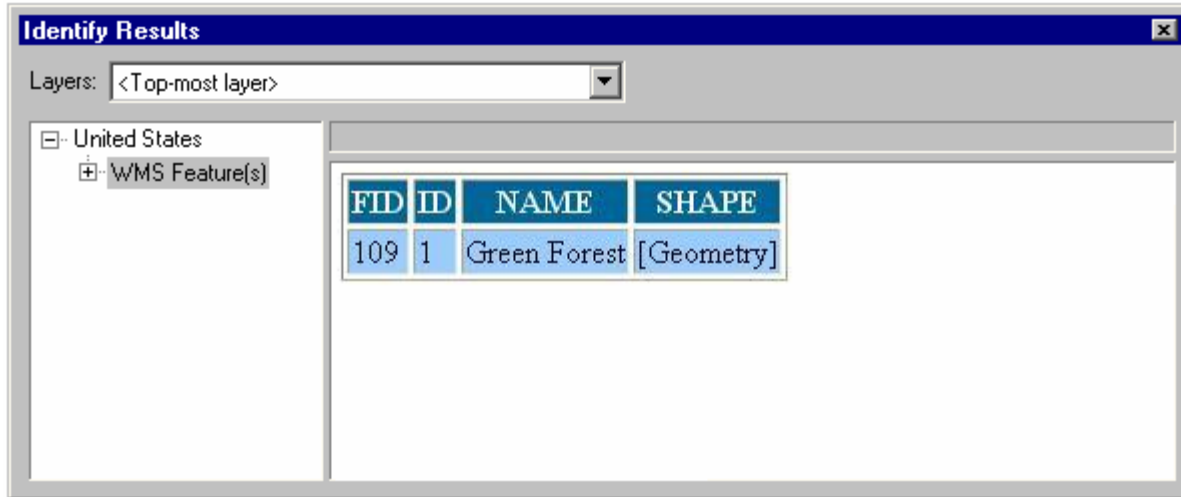 Identify Results
Layers: <Top-most layer>
United States
WMS Feature(s)
FID ID NAME SHAPE
109 1 Green Forest [Geometry]